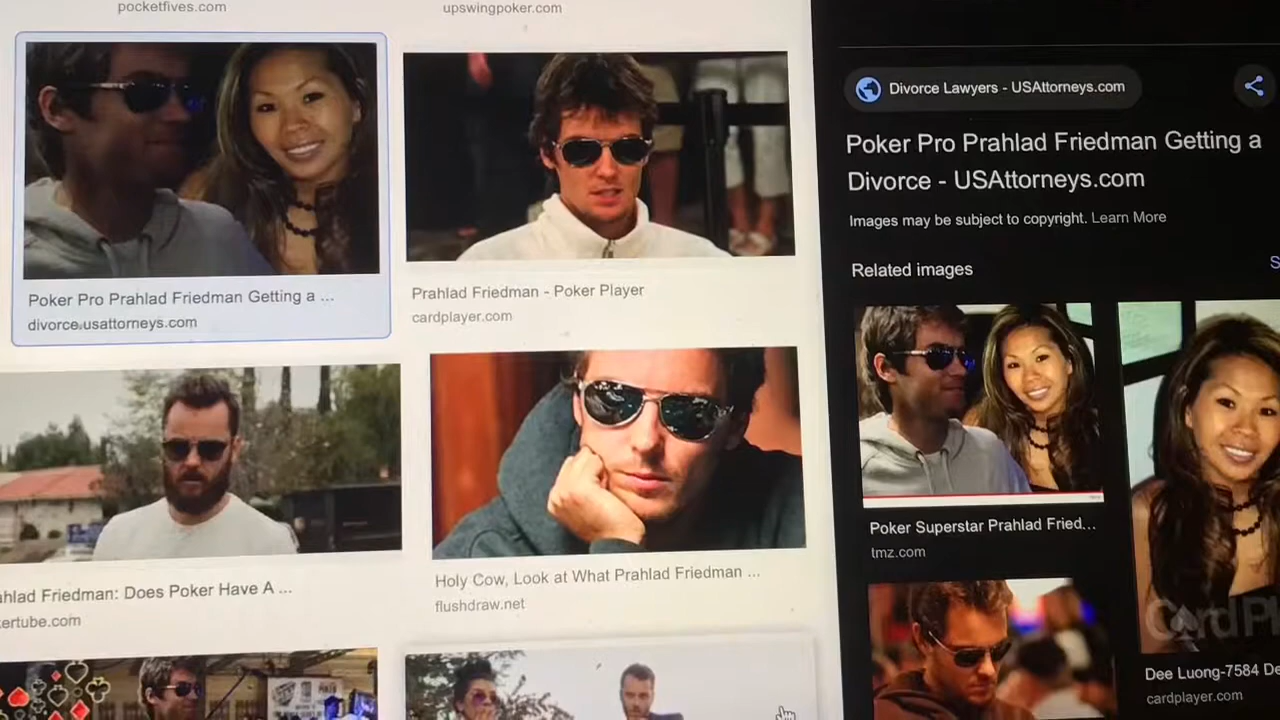 pocketfives.com
upswingpoker.com
Poker Pro Prahlad Friedman Getting a ...
divorce.usattorneys.com
Prahlad Friedman - Poker Player
cardplayer.com
ahlad Friedman: Does Poker Have A ...
ertube.com
Holy Cow, Look at What Prahlad Friedman ...
flushdraw.net
Divorce Lawyers - USAttorneys.com
Poker Pro Prahlad Friedman Getting a
Divorce - USAttorneys.com
Images may be subject to copyright. Learn More
Related images
S
Poker Superstar Prahlad Fried...
tmz.com
CardPl
Dee Luong-7584 De
cardplayer.com